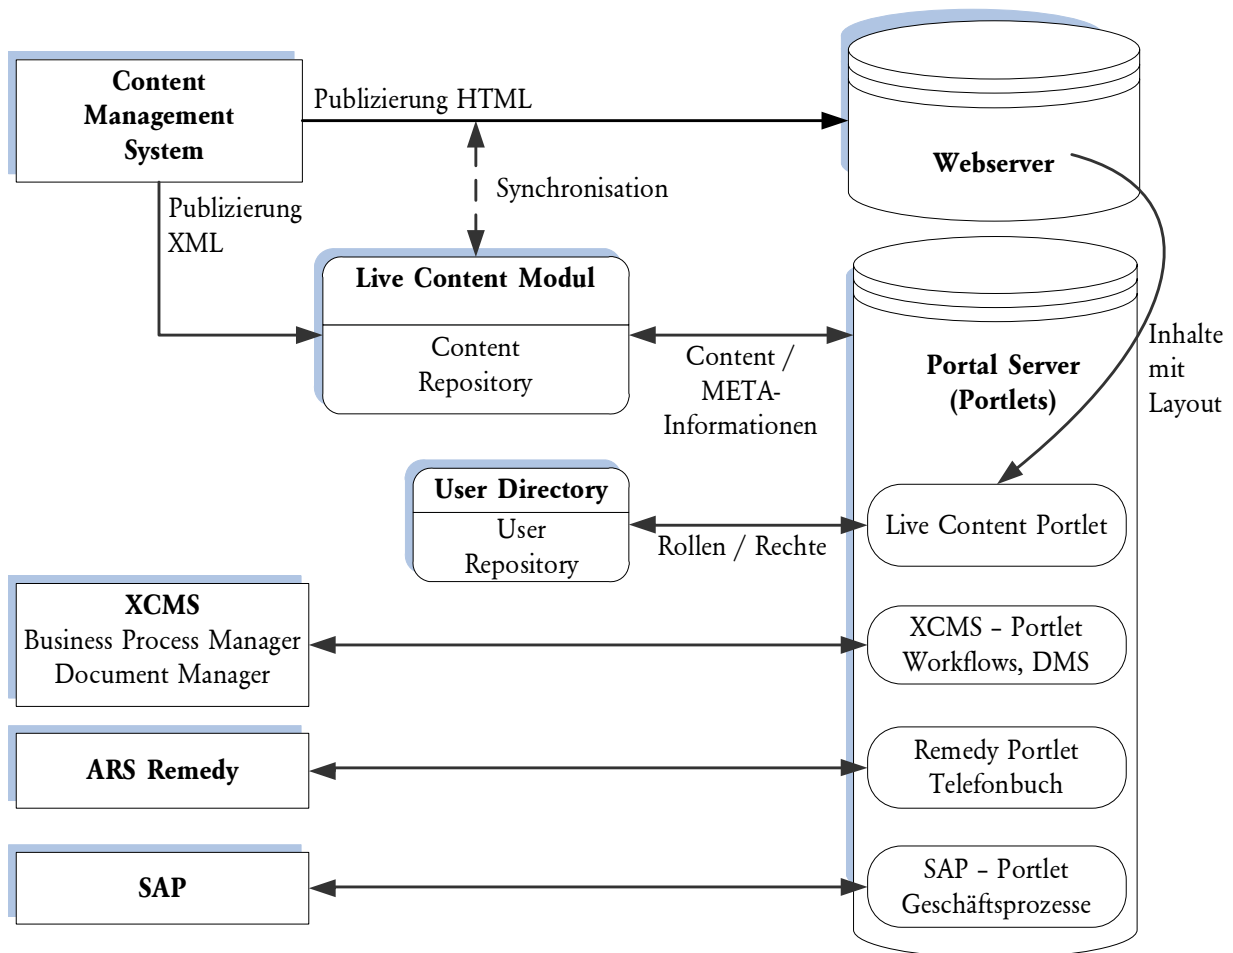 Content
Management
System
Publizierung HTML
Webserver
Synchronisation
Publizierung
XML
Live Content Modul
Content
Repository
Content /
META-
Informationen
Portal Server
(Portlets)
Inhalte
mit
Layout
User Directory
User
Repository
Rollen / Rechte
Live Content Portlet
XCMS
Business Process Manager
Document Manager
XCMS – Portlet
Workflows, DMS
ARS Remedy
Remedy Portlet
Telefonbuch
SAP
SAP – Portlet
Geschäftsprozesse